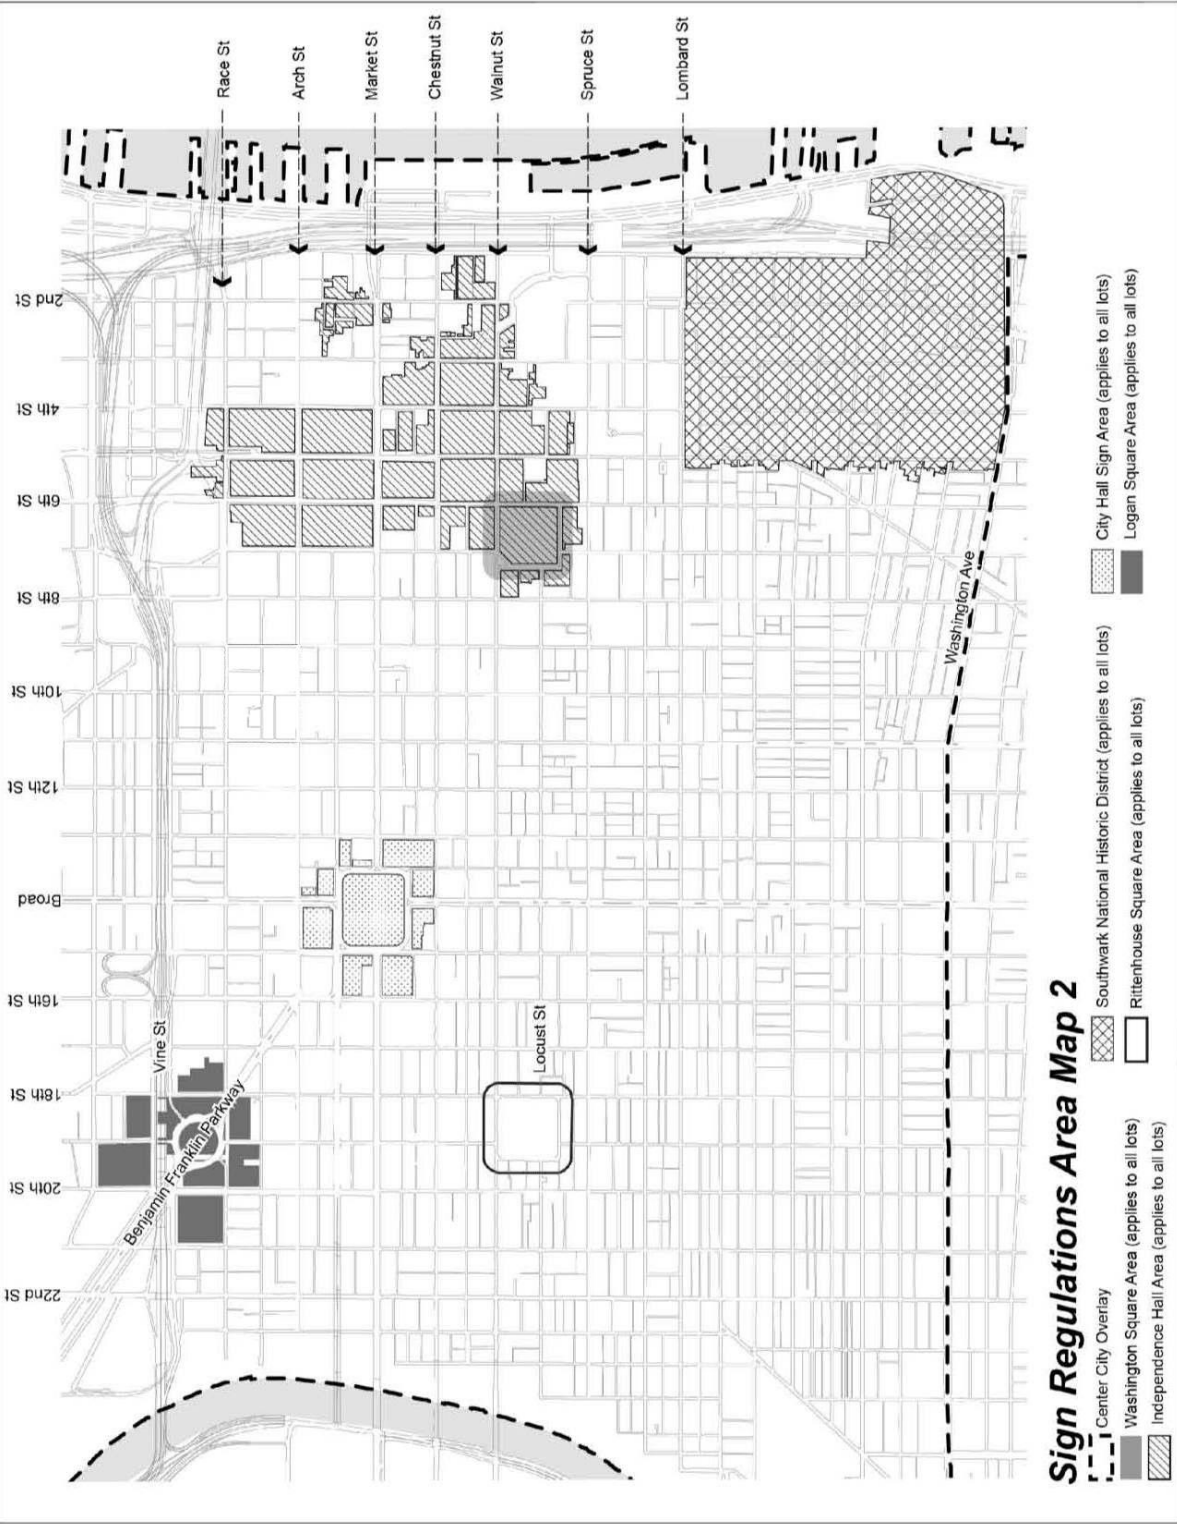 Race St
Arch St
Market St
Chestnut St
Walnut St
Spruce St
Lombard St
2nd St
4th St
6th St
8th St
10th St
12th St
Broad
16th St
18th St
20th St
22nd St
Vine St
Benjamin Franklin Parkway
Locust St
Washington Ave
Sign Regulations Area Map 2
Center City Overlay
Washington Square Area (applies to all lots)
Independence Hall Area (applies to all lots)
Southwark National Historic District (applies to all lots)
Rittenhouse Square Area (applies to all lots)
City Hall Sign Area (applies to all lots)
Logan Square Area (applies to all lots)